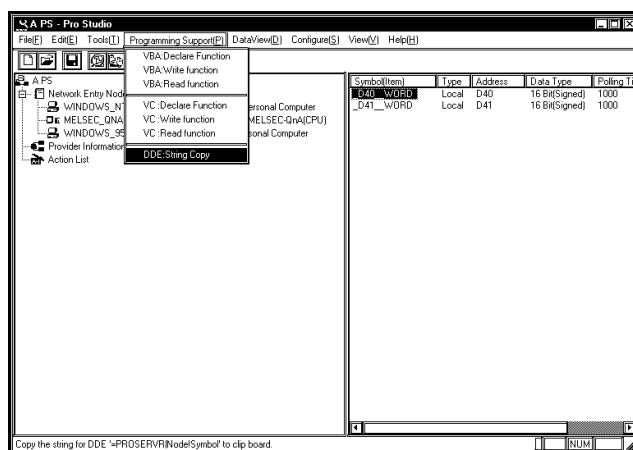 A PS - Pro Studio
File(F) Edit(E) Tools(T) Programming Support(P) DataView(D) Configure(S) View(V) Help(H)
VBA:Declare Function
VBA:Write function
VBA:Read function
VC :Declare Function
VC :Write function
VC :Read function
DDE:String Copy
A PS
Network Entry Node
WINDOWS_N
ersonal Computer
MELSEC_QNA
MELSEC-QnA(CPU)
WINDOWS_95
sonal Computer
Provider Information
Action List
Symbol(Item) Type Address Data Type Polling Ti
_D40__WORD Local D40 16 Bit(Signed) 1000
_D41__WORD Local D41 16 Bit(Signed) 1000
Copy the string for DDE '=PROSERVR|Node!Symbol' to clip board.
NUM